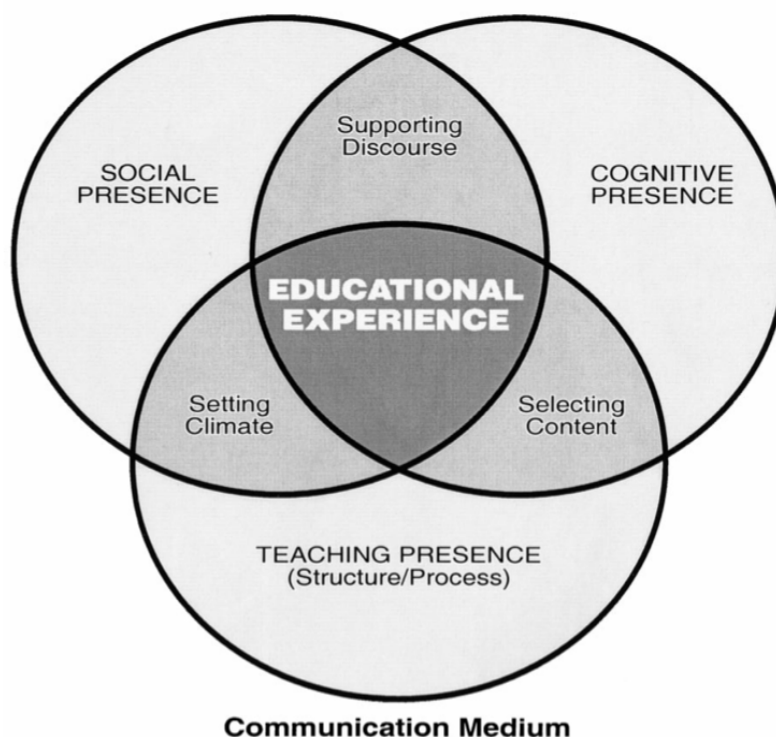 Supporting
Discourse
SOCIAL
PRESENCE
COGNITIVE
PRESENCE
EDUCATIONAL
EXPERIENCE
Setting
Climate
Selecting
Content
TEACHING PRESENCE
(Structure/Process)
Communication Medium